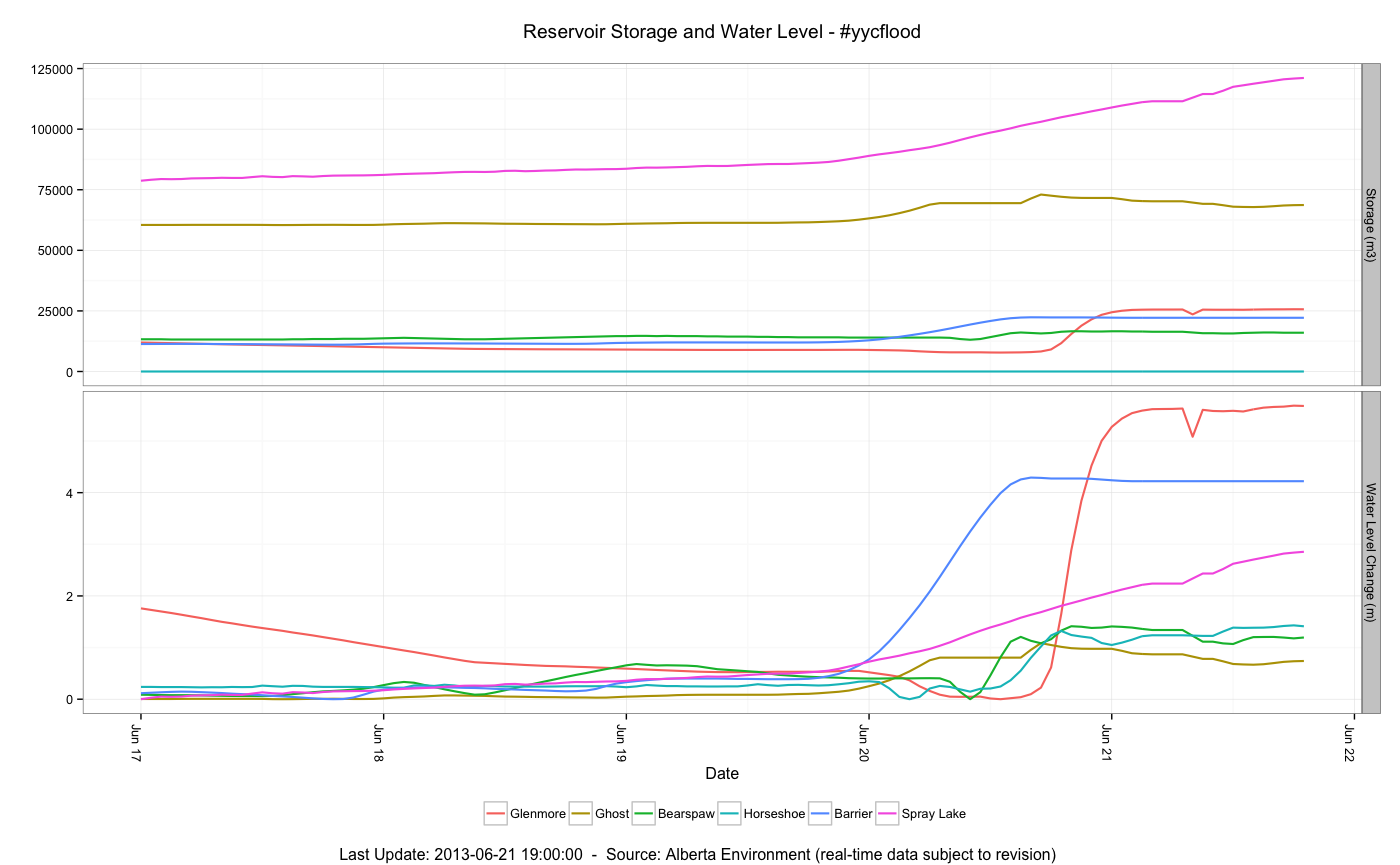 Reservoir Storage and Water Level - #yycflood
125000
100000
75000
50000
25000
0
Storage (m3)
4
2
0
Water Level Change (m)
Jun 17
Jun 18
Jun 19
Jun 20
Jun 21
Jun 22
Date
Glenmore Ghost Bearspaw Horseshoe Barrier Spray Lake
Last Update: 2013-06-21 19:00:00 - Source: Alberta Environment (real-time data subject to revision)